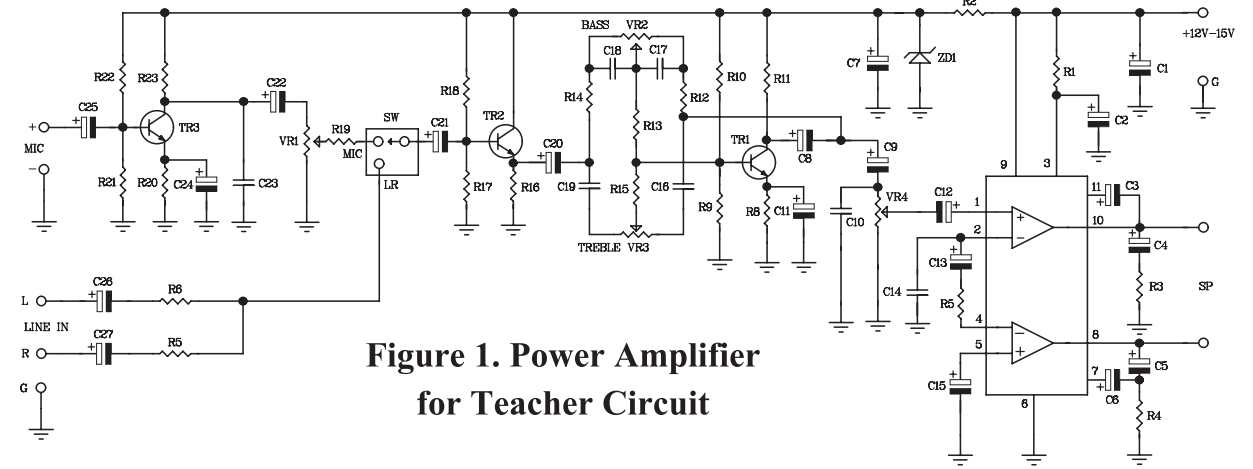 R2
+12V-15V
BASS VR2
C18 C17
R22 R23 C22
R18 R10 R11
C7 ZD1 R1 C1
G
C25 TR3
+ MIC -
VR1 R19 SW MIC LR
C21 TR2
R14 R13 R12
C20 TR1 C8 C9
C2
R21 R20 C24 C23
R17 R16
C19 R15 C16
R9 R8 C11 C10 VR4
TREBLE VR3
9 3
C12 1 11 C3
+ - 2 10
C13 C14 R5
C4 R3 SP
4 - + 5 8
C15 7 C6 C5 R4
6
L C26 R6
LINE IN
R C27 R5
G
Figure 1. Power Amplifier
for Teacher Circuit